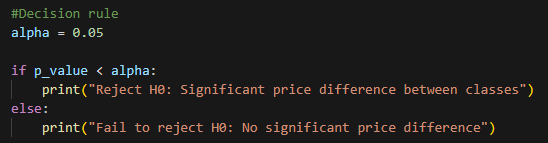 #Decision rule
alpha = 0.05
if p_value < alpha:
    print("Reject H0: Significant price difference between classes")
else:
    print("Fail to reject H0: No significant price difference")